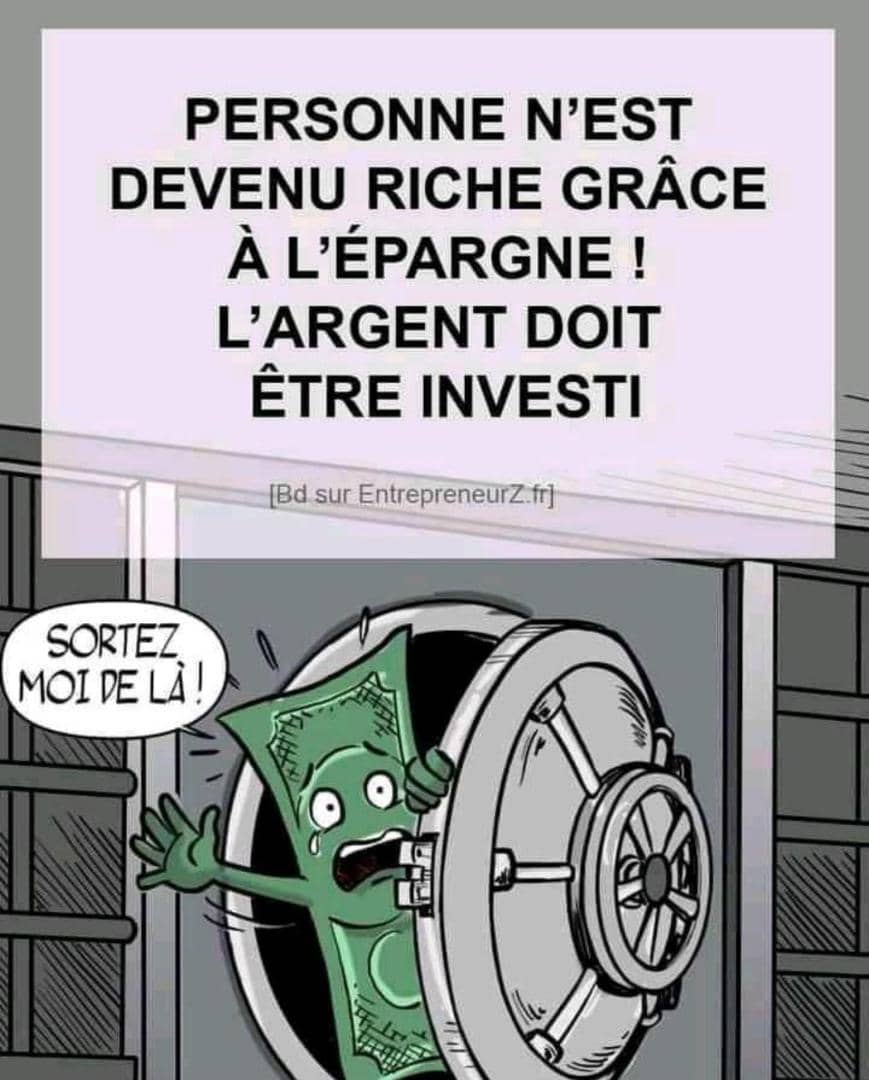 PERSONNE N’EST
DEVENU RICHE GRÂCE
À L’ÉPARGNE !
L’ARGENT DOIT
ÊTRE INVESTI
[Bd sur EntrepreneurZ.fr]
SORTEZ
MOI DE LÀ !